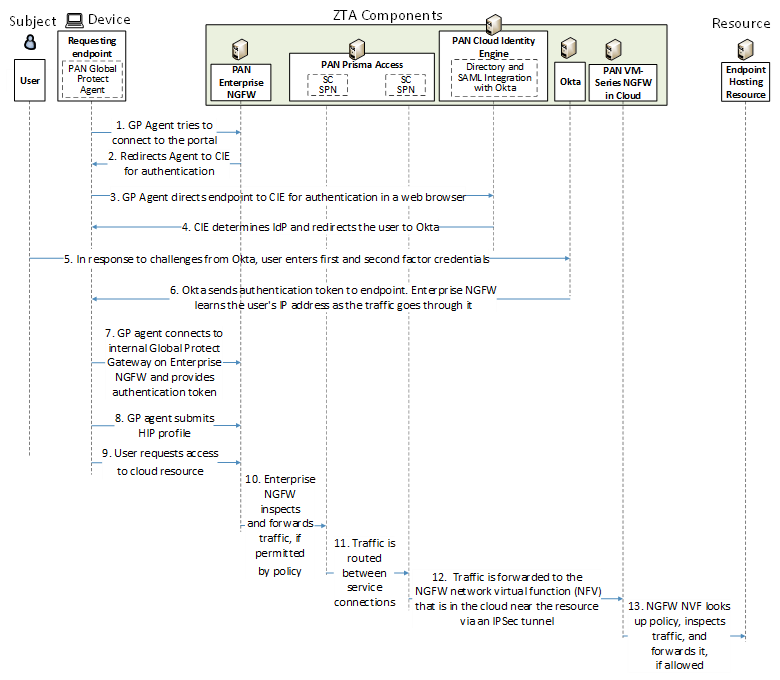 Subject
Device
ZTA Components
Resource
User
Requesting
endpoint
PAN Global
Protect
Agent
PAN
Enterprise
NGFW
PAN Prisma Access
SC
SPN
SC
SPN
PAN Cloud Identity
Engine
Directory and
SAML Integration
with Okta
Okta
PAN VM-
Series NGFW
in Cloud
Endpoint
Hosting
Resource
1. GP Agent tries to
connect to the portal
2. Redirects Agent to CIE
for authentication
3. GP Agent directs endpoint to CIE for authentication in a web browser
4. CIE determines IdP and redirects the user to Okta
5. In response to challenges from Okta, user enters first and second factor credentials
6. Okta sends authentication token to endpoint. Enterprise NGFW
learns the user's IP address as the traffic goes through it
7. GP agent connects to
internal Global Protect
Gateway on Enterprise
NGFW and provides
authentication token
8. GP agent submits
HIP profile
9. User requests access
to cloud resource
10. Enterprise
NGFW
inspects
and forwards
traffic, if
permitted
by policy
11. Traffic is
routed
between
service
connections
12. Traffic is forwarded to the
NGFW network virtual function (NFV)
that is in the cloud near the resource
via an IPSec tunnel
13. NGFW NVF looks
up policy, inspects
traffic, and
forwards it,
if allowed